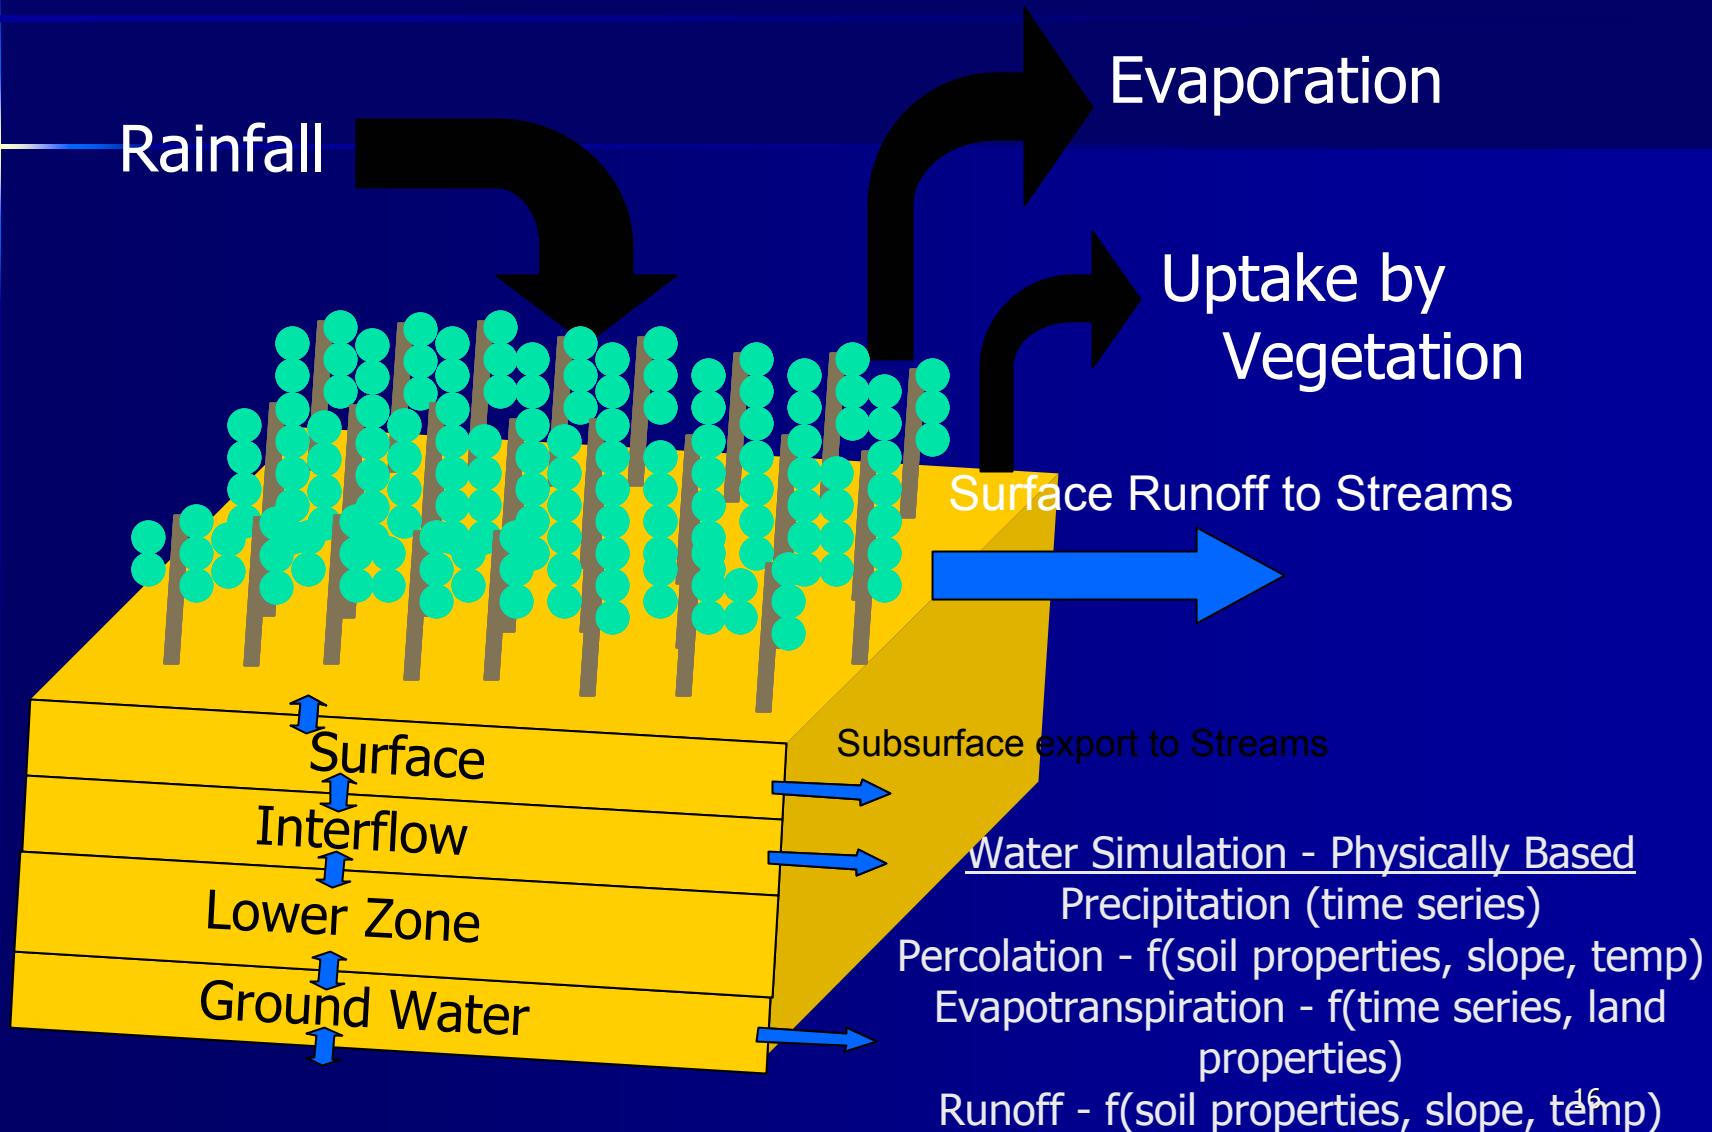 Evaporation
Rainfall
Uptake by
Vegetation
Surface Runoff to Streams
Surface
Subsurface export to Streams
Interflow
Lower Zone
Ground Water
Water Simulation - Physically Based
Precipitation (time series)
Percolation - f(soil properties, slope, temp)
Evapotranspiration - f(time series, land
properties)
Runoff - f(soil properties, slope, temp)
16